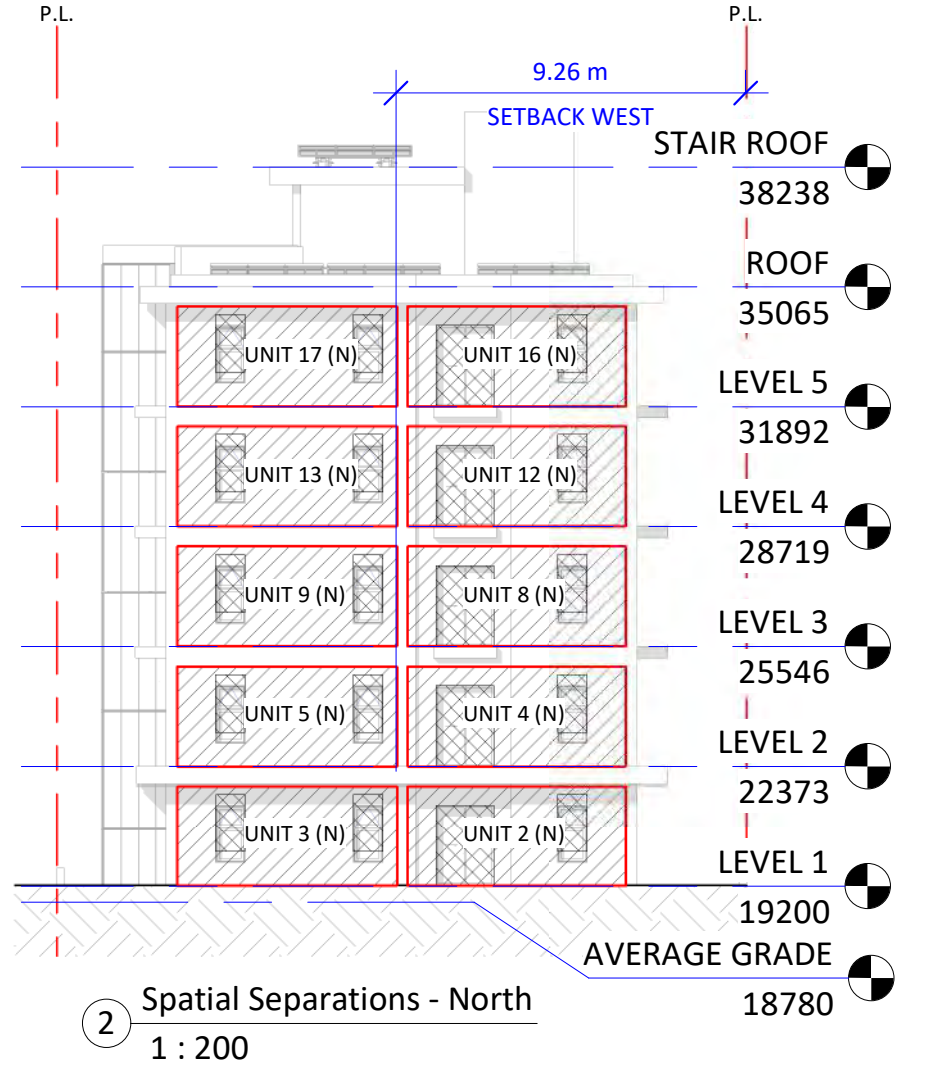 P.L.
P.L.
9.26 m
SETBACK WEST
STAIR ROOF
38238
ROOF
35065
UNIT 17 (N)
UNIT 16 (N)
LEVEL 5
31892
UNIT 13 (N)
UNIT 12 (N)
LEVEL 4
28719
UNIT 9 (N)
UNIT 8 (N)
LEVEL 3
25546
UNIT 5 (N)
UNIT 4 (N)
LEVEL 2
22373
UNIT 3 (N)
UNIT 2 (N)
LEVEL 1
19200
AVERAGE GRADE
18780
2
Spatial Separations - North
1 : 200